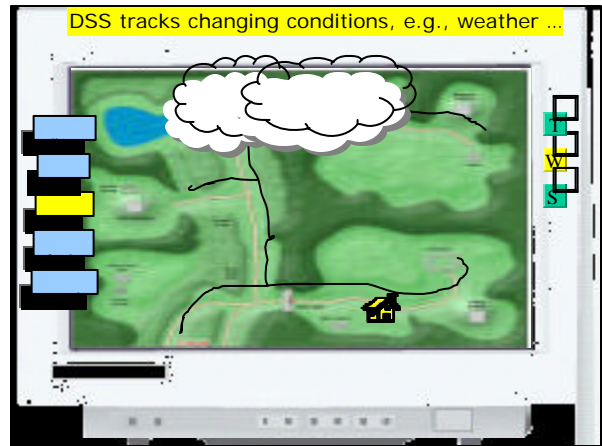 DSS tracks changing conditions, e.g., weather ...
T
W
S